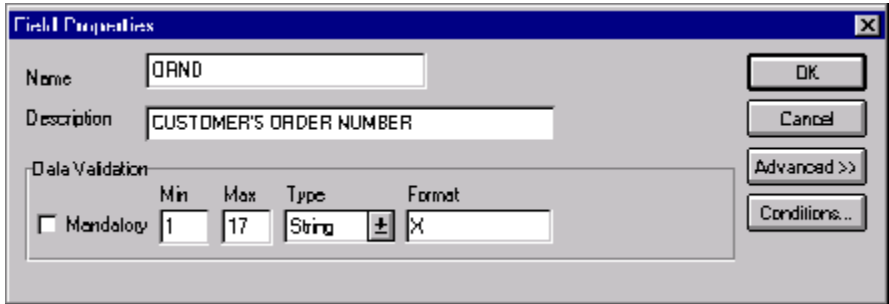 Field Properties
Name ORNO
OK
Description CUSTOMER'S ORDER NUMBER
Cancel
Data Validation
Advanced >>
Min Max Type Format
Mandatory 1 17 String X
Conditions...